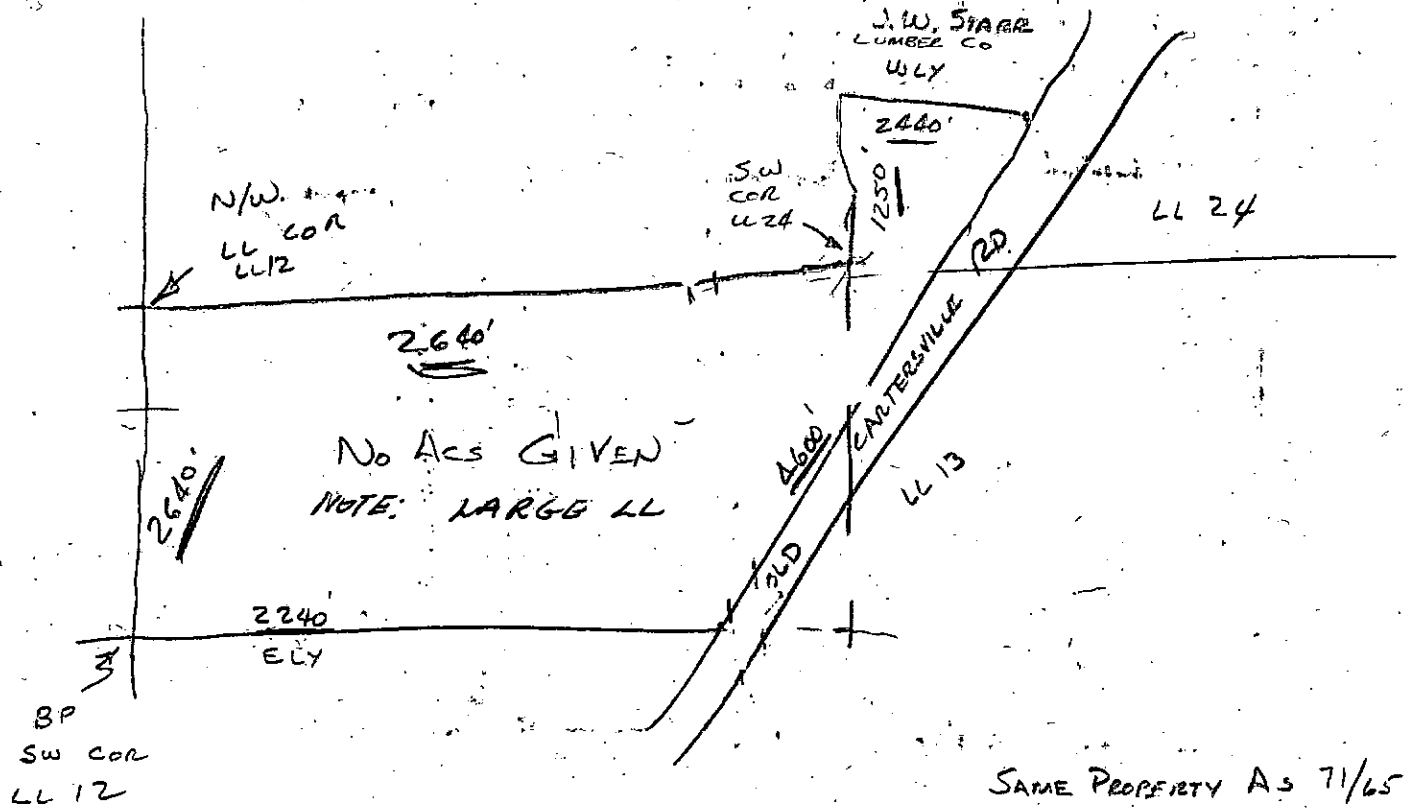 J.W. STARR
LUMBER CO
WLY
2440'
1250'
S.W
COR
LL 24
LL 24
N/W.
LL COR
LL12
2640'
No Acs GIVEN
NOTE: LARGE LL
2640'
4600'
OLD CARTERSVILLE RD.
LL 13
2240'
ELY
BP
SW COR
LL 12
SAME PROPERTY AS 71/65